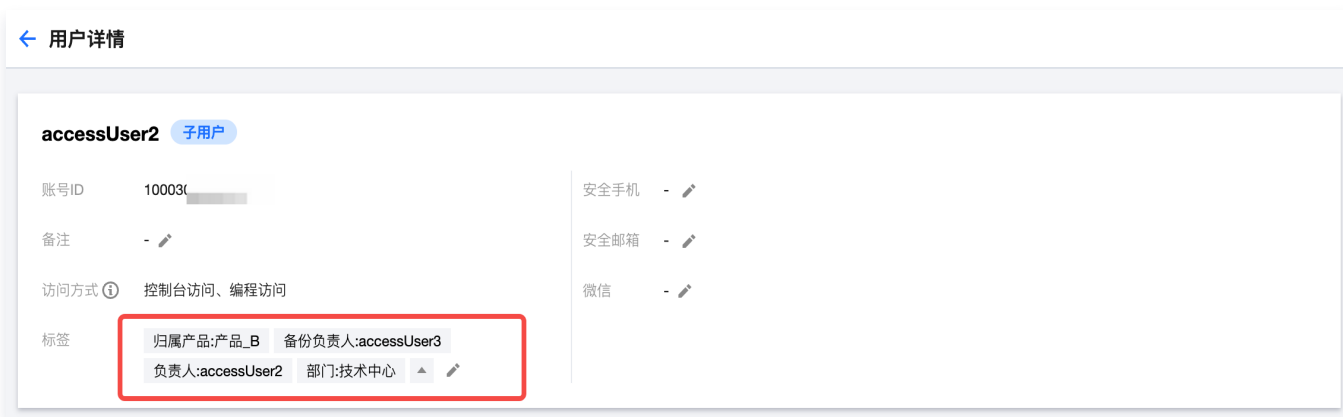 用户详情
accessUser2 子用户
账号ID 10003
备注 -
访问方式 控制台访问、编程访问
标签 归属产品:产品_B 备份负责人:accessUser3
负责人:accessUser2 部门:技术中心
安全手机 -
安全邮箱 -
微信 -